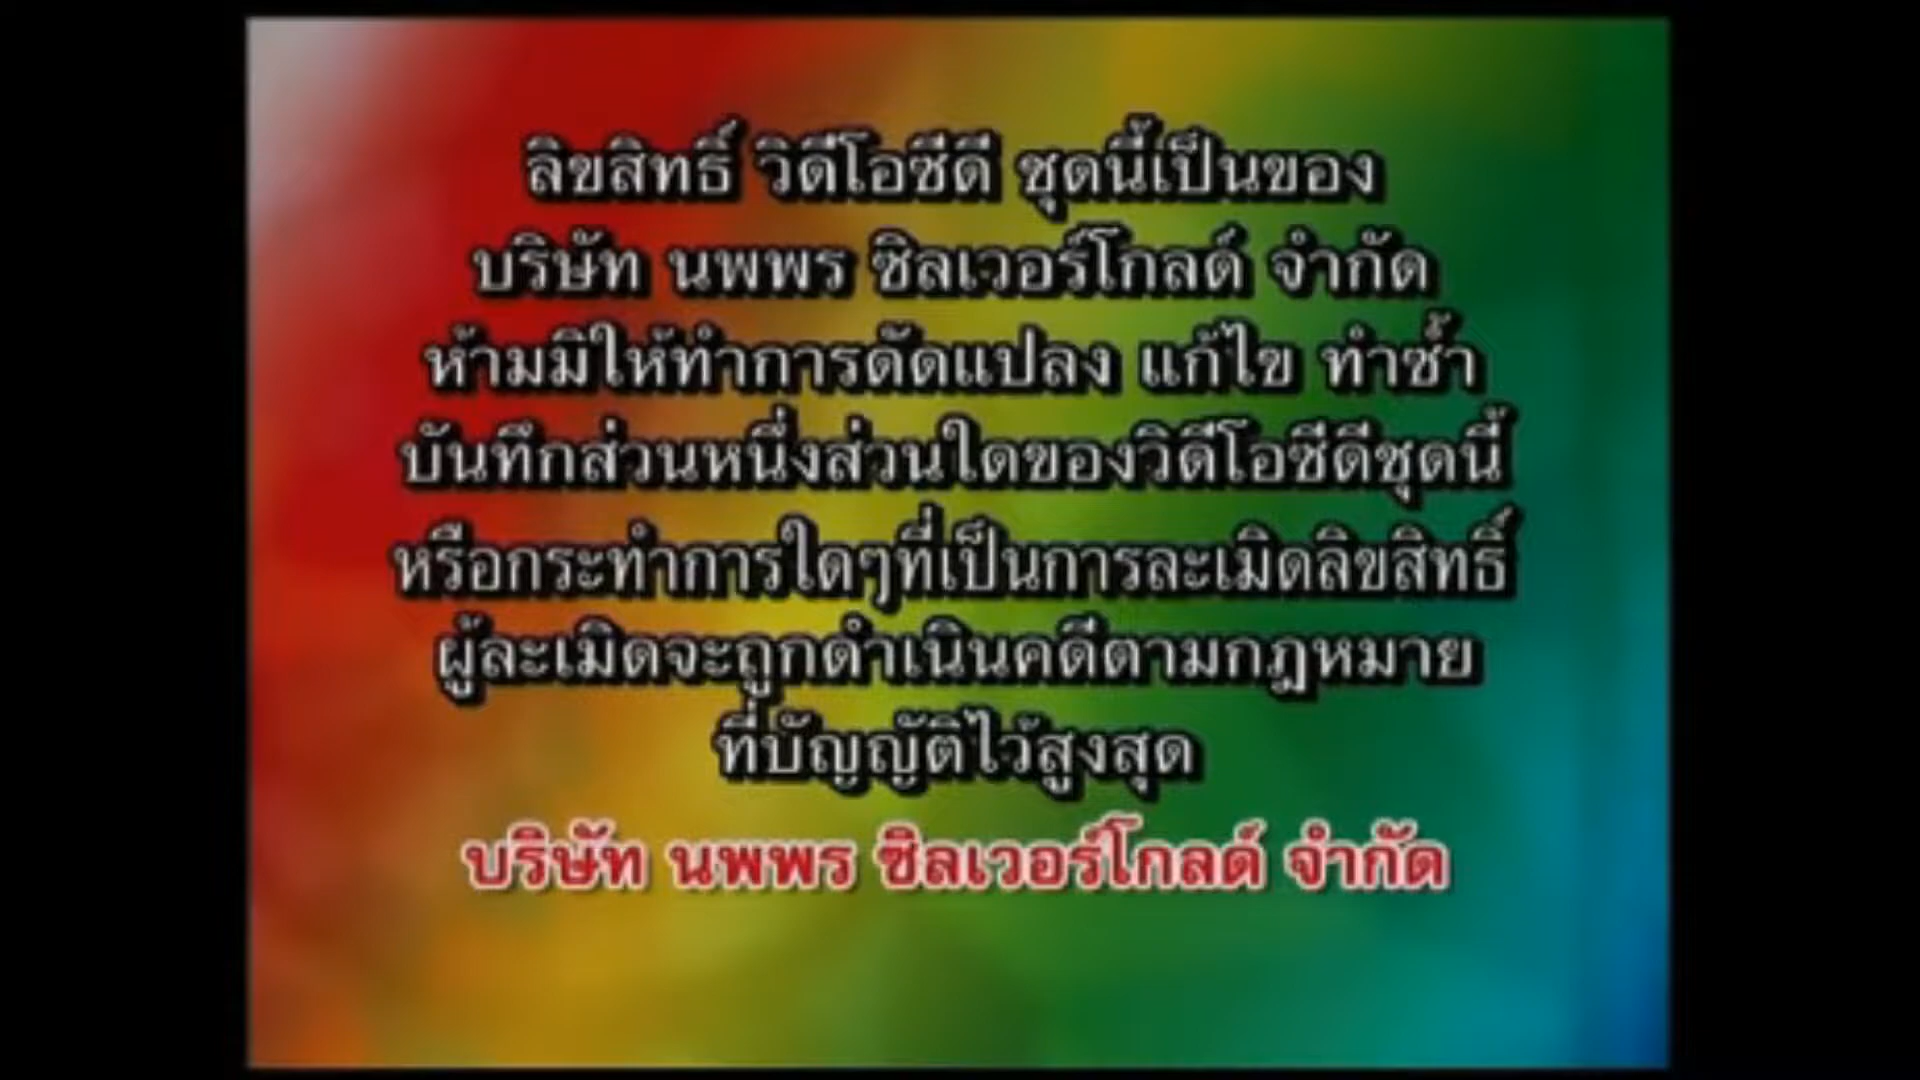 ลิขสิทธิ์ วิดีโอซีดี ชุดนี้เป็นของ
บริษัท นพพร ซิลเวอร์โกลด์ จำกัด
ห้ามมิให้ทำการดัดแปลง แก้ไข ทำซ้ำ
บันทึกส่วนหนึ่งส่วนใดของวิดีโอซีดีชุดนี้
หรือกระทำการใดๆที่เป็นการละเมิดลิขสิทธิ์
ผู้ละเมิดจะถูกดำเนินคดีตามกฎหมาย
ที่บัญญัติไว้สูงสุด
บริษัท นพพร ซิลเวอร์โกลด์ จำกัด